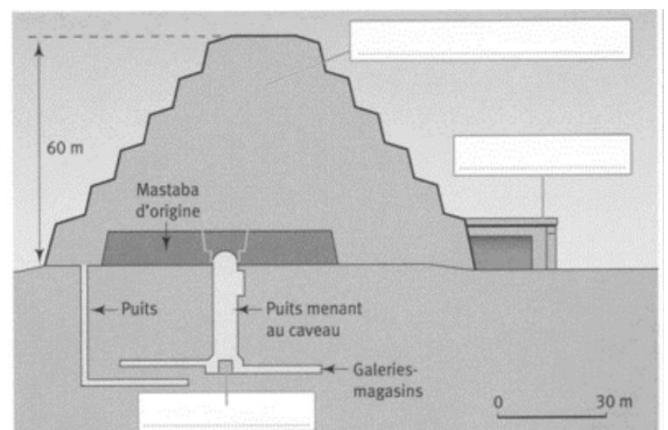 60 m
Mastaba
d'origine
Puits
Puits menant
au caveau
Galeries-
magasins
0 30 m